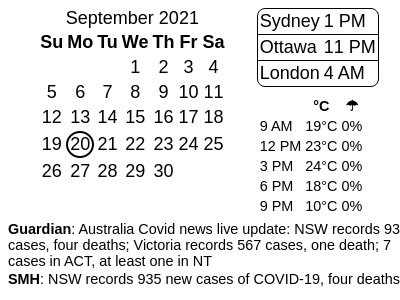 September 2021
Su Mo Tu We Th Fr Sa
1 2 3 4
5 6 7 8 9 10 11
12 13 14 15 16 17 18
19 20 21 22 23 24 25
26 27 28 29 30
Sydney 1 PM
Ottawa 11 PM
London 4 AM
°C ☂
9 AM 19°C 0%
12 PM 23°C 0%
3 PM 24°C 0%
6 PM 18°C 0%
9 PM 10°C 0%
Guardian: Australia Covid news live update: NSW records 93
cases, four deaths; Victoria records 567 cases, one death; 7
cases in ACT, at least one in NT
SMH: NSW records 935 new cases of COVID-19, four deaths